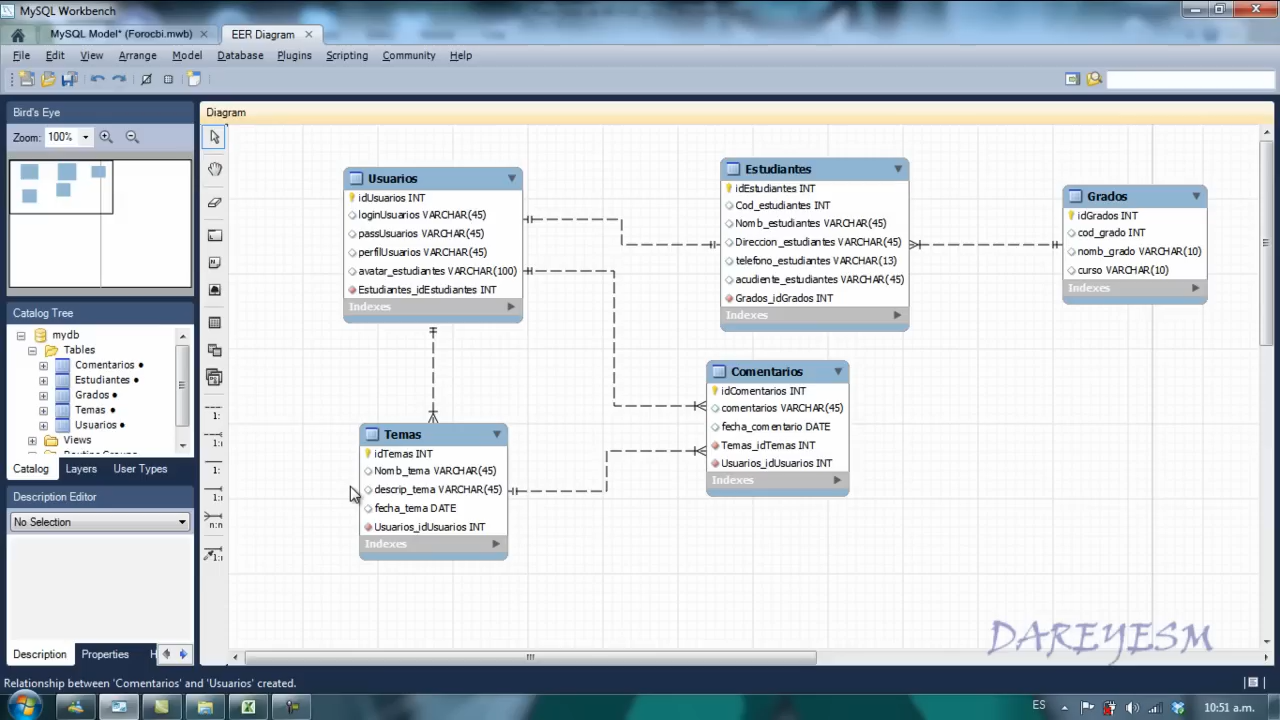 MySQL Workbench
MySQL Model* (Forocbi.mwb)
EER Diagram
File Edit View Arrange Model Database Plugins Scripting Community Help
Bird's Eye
Zoom: 100%
Catalog Tree
mydb
Tables
Comentarios
Estudiantes
Grados
Temas
Usuarios
Views
Catalog Layers User Types
Description Editor
No Selection
Description Properties H
Diagram
1:
1:
1:
1:
n:n
1:
Usuarios
idUsuarios INT
loginUsuarios VARCHAR(45)
passUsuarios VARCHAR(45)
perfilUsuarios VARCHAR(45)
avatar_estudiantes VARCHAR(100)
Estudiantes_idEstudiantes INT
Indexes
Estudiantes
idEstudiantes INT
Cod_estudiantes INT
Nomb_estudiantes VARCHAR(45)
Direccion_estudiantes VARCHAR(45)
telefono_estudiantes VARCHAR(13)
acudiente_estudiantes VARCHAR(45)
Grados_idGrados INT
Indexes
Grados
idGrados INT
cod_grado INT
nomb_grado VARCHAR(10)
curso VARCHAR(10)
Indexes
Temas
idTemas INT
Nomb_tema VARCHAR(45)
descrip_tema VARCHAR(45)
fecha_tema DATE
Usuarios_idUsuarios INT
Indexes
Comentarios
idComentarios INT
comentarios VARCHAR(45)
fecha_comentario DATE
Temas_idTemas INT
Usuarios_idUsuarios INT
Indexes
DAREYESM
Relationship between 'Comentarios' and 'Usuarios' created.
ES
10:51 a.m.